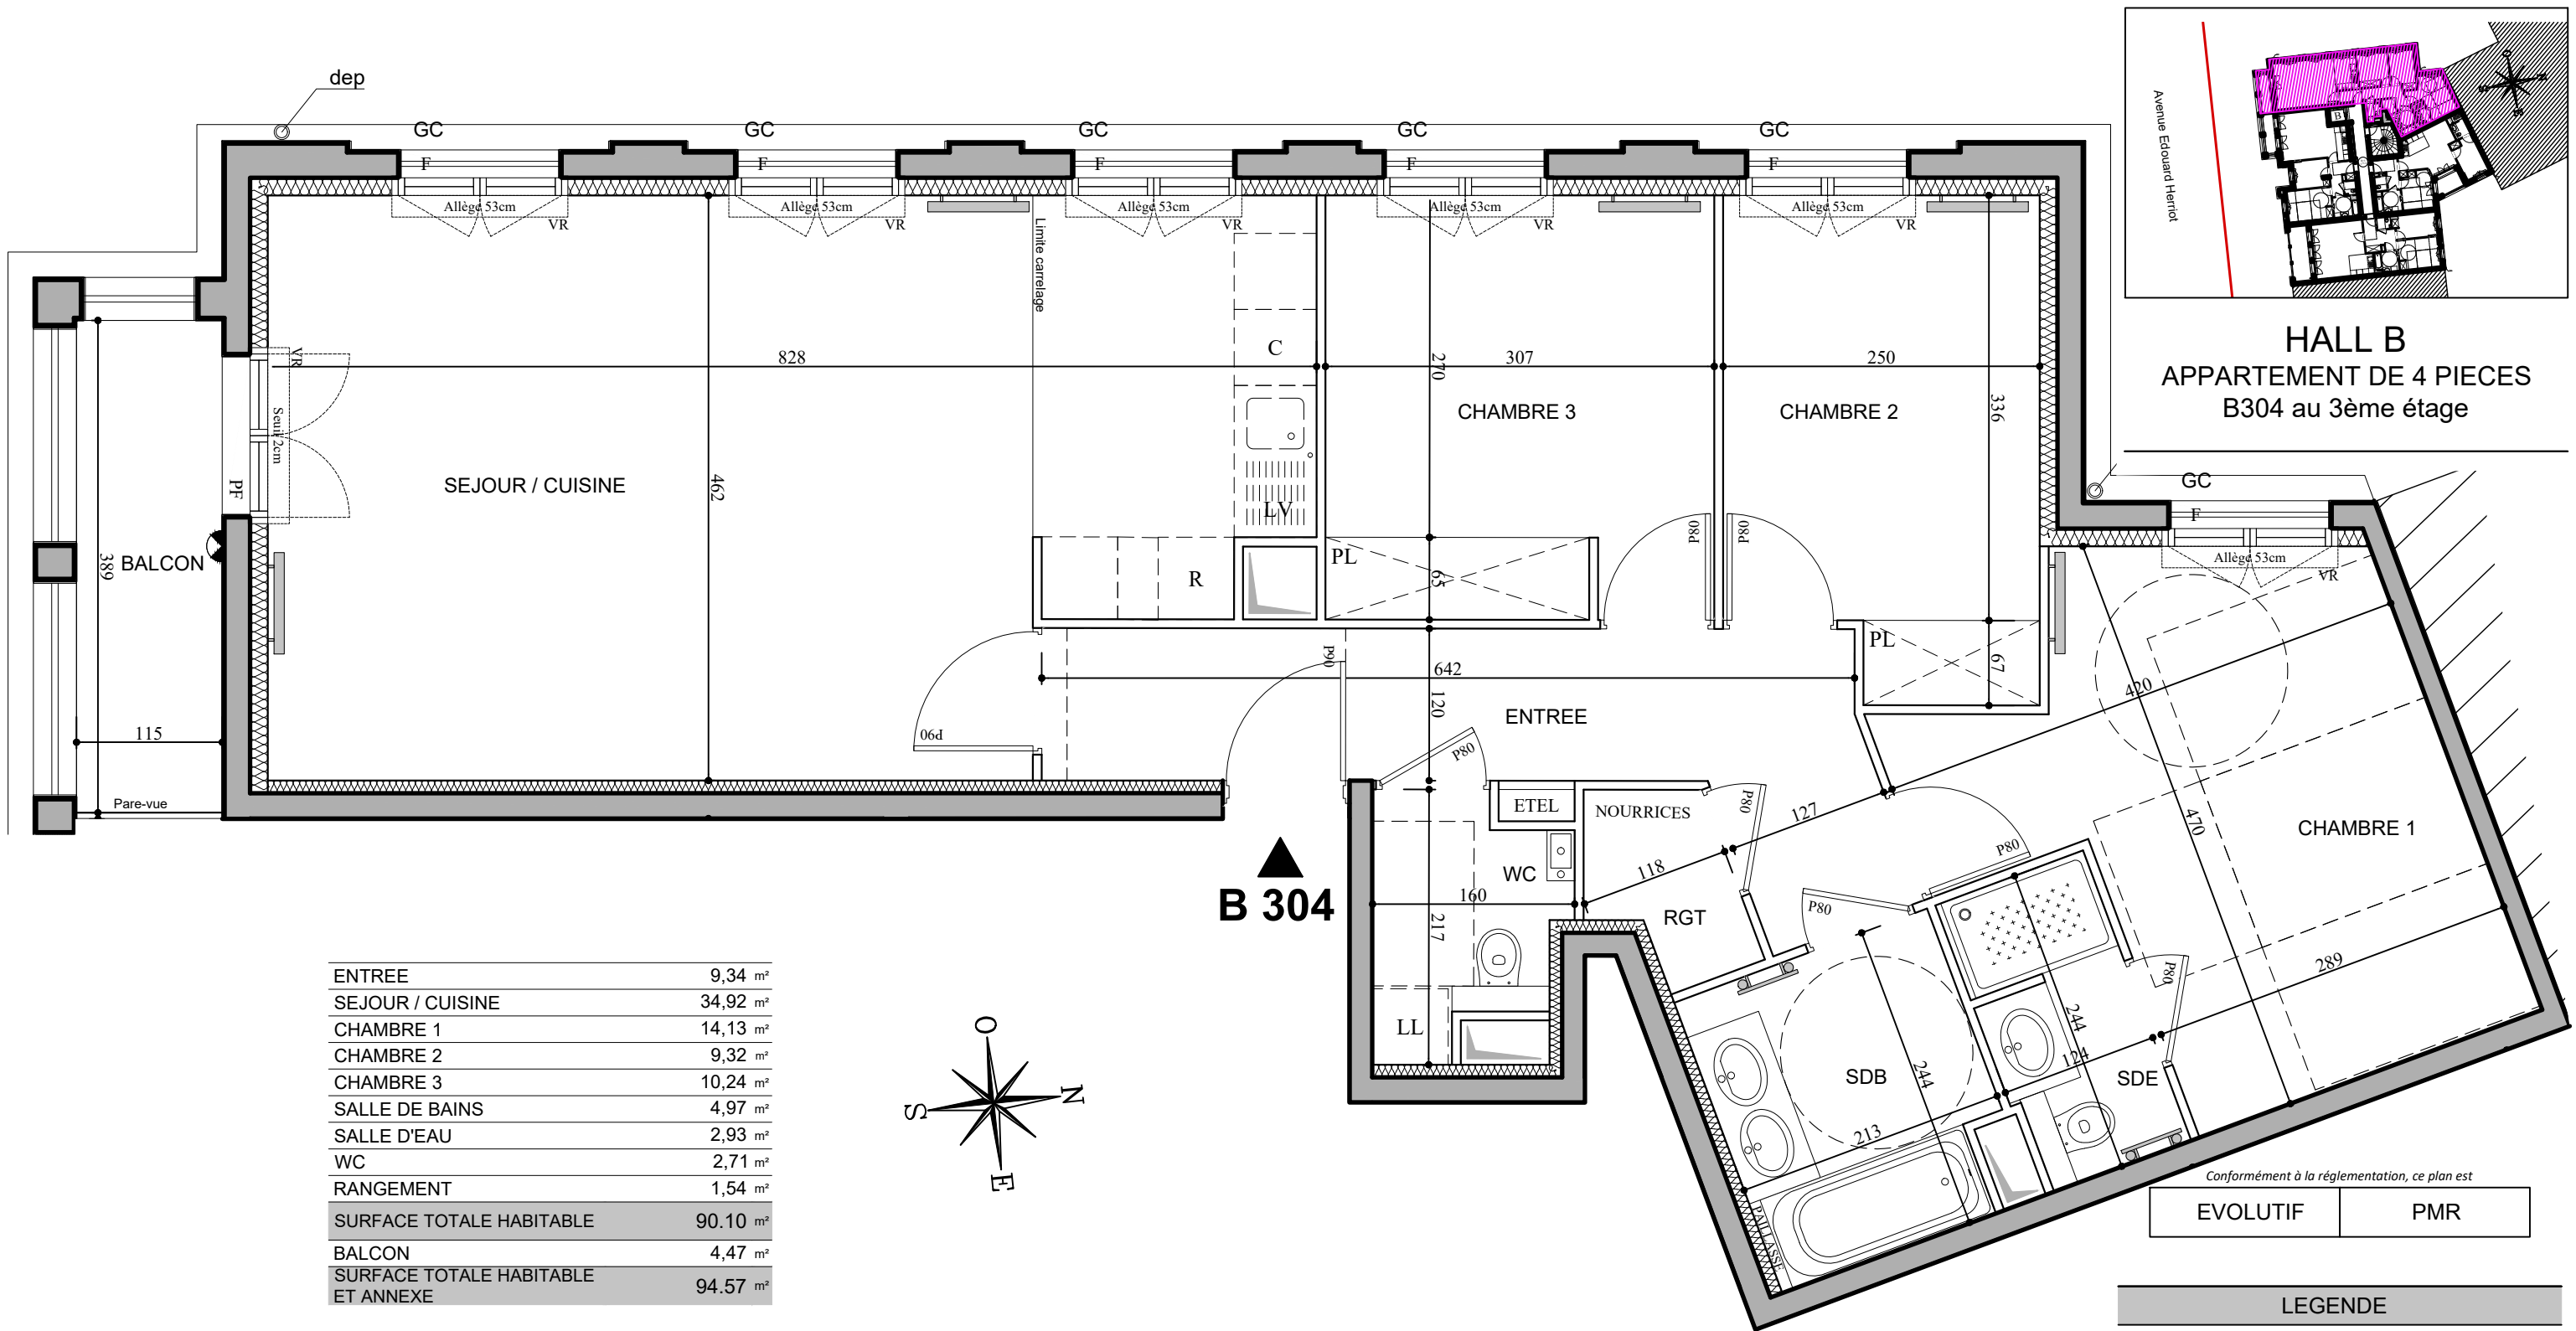 dep
GC
GC
GC
GC
GC
F
F
F
F
F
Allège 53cm
VR
Allège 53cm
VR
Allège 53cm
VR
Allège 53cm
VR
Allège 53cm
VR
Limite carrelage
VR
Seuil 2cm
PF
828
462
SEJOUR / CUISINE
C
LV
R
270
307
CHAMBRE 3
PL
65
P80
P80
250
336
CHAMBRE 2
PL
67
389
BALCON
115
Pare-vue
P90
P90
642
120
ENTREE
P80
ETEL
NOURRICES
P80
127
118
WC
160
217
RGT
LL
B 304
GC
F
Allège 53cm
VR
420
470
CHAMBRE 1
P80
P80
P80
289
244
124
SDE
SDB
244
213
PAILLASSE
Avenue Edouard Herriot
B
O
N
S
E
HALL B
APPARTEMENT DE 4 PIECES
B304 au 3ème étage
ENTREE 9,34 m²
SEJOUR / CUISINE 34,92 m²
CHAMBRE 1 14,13 m²
CHAMBRE 2 9,32 m²
CHAMBRE 3 10,24 m²
SALLE DE BAINS 4,97 m²
SALLE D'EAU 2,93 m²
WC 2,71 m²
RANGEMENT 1,54 m²
SURFACE TOTALE HABITABLE 90.10 m²
BALCON 4,47 m²
SURFACE TOTALE HABITABLE
ET ANNEXE 94.57 m²
O
N
S
E
Conformément à la réglementation, ce plan est
EVOLUTIF PMR
LEGENDE